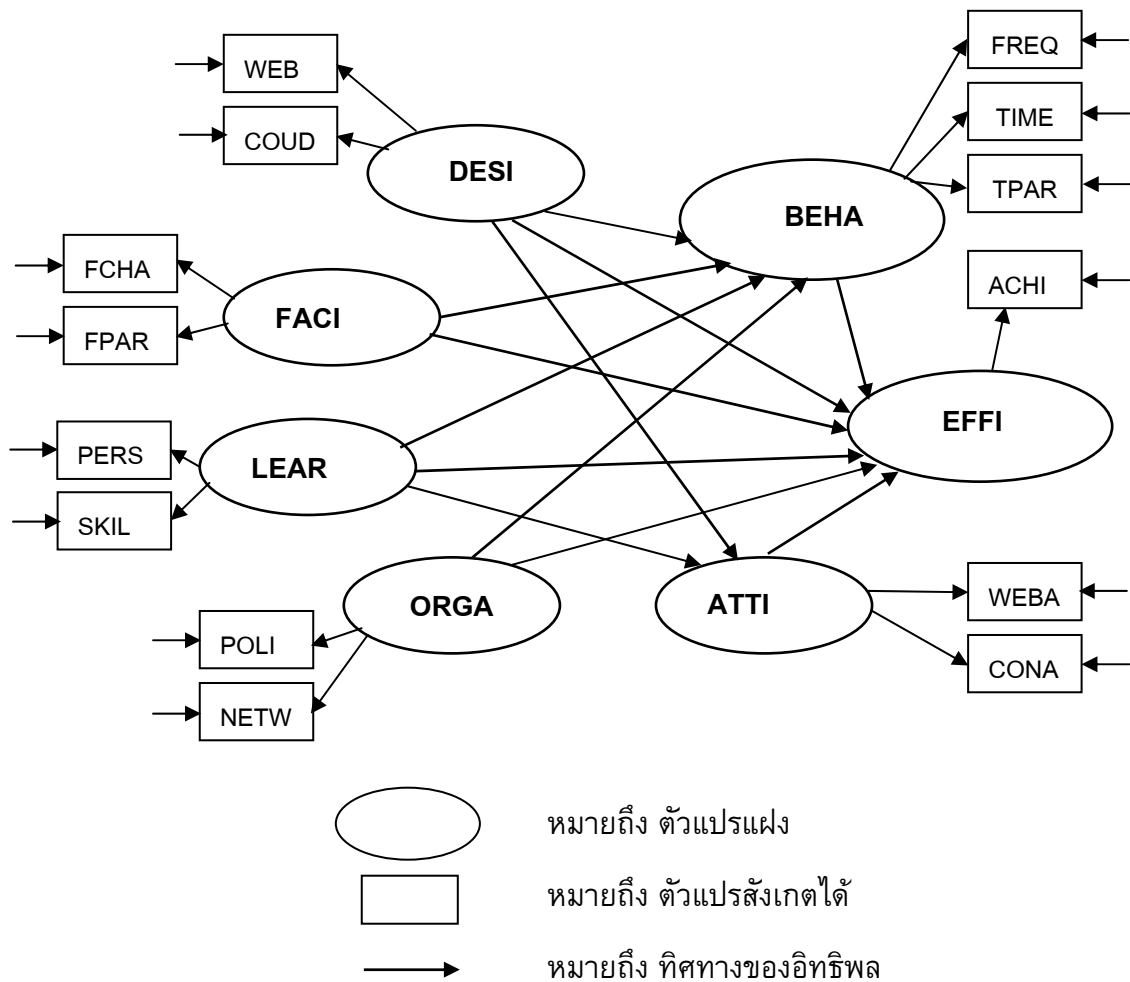 FREQ
WEB
TIME
COUD
DESI
TPAR
BEHA
FCHA
ACHI
FACI
FPAR
EFFI
PERS
LEAR
SKIL
ORGA
ATTI
WEBA
POLI
CONA
NETW
หมายถึง ตัวแปรแฝง
หมายถึง ตัวแปรสังเกตได้
หมายถึง ทิศทางของอิทธิพล